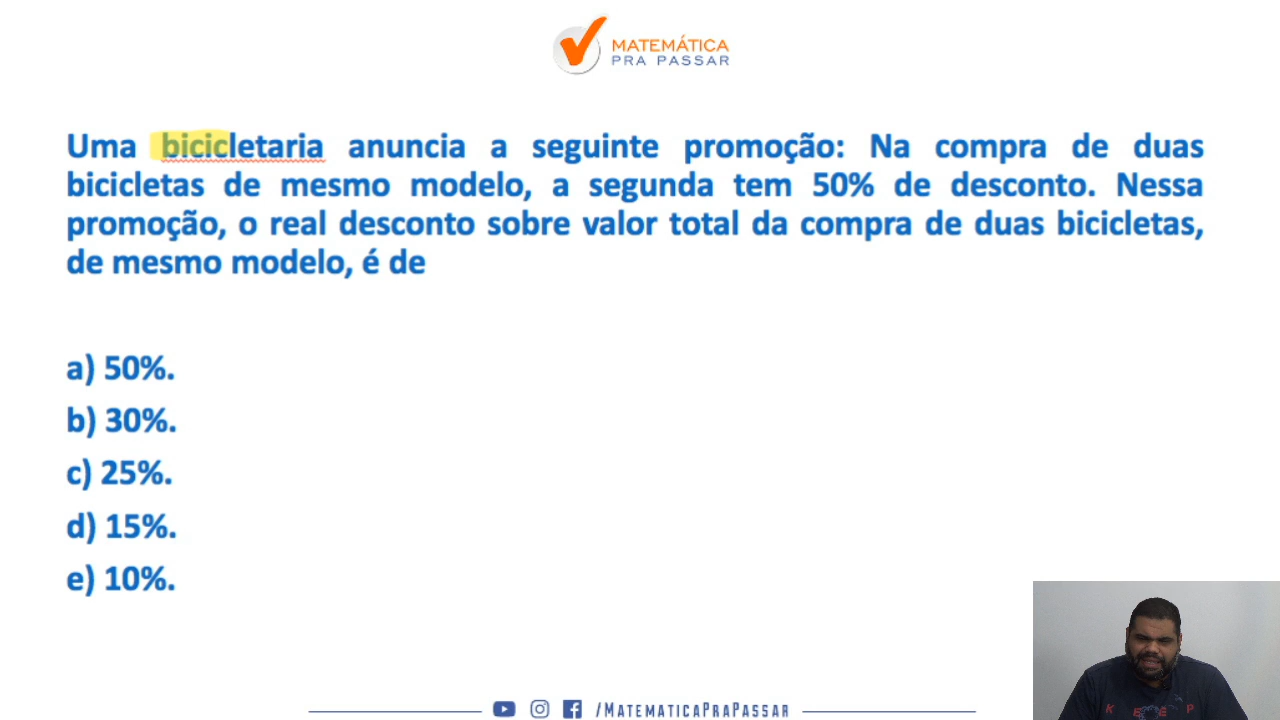 MATEMÁTICA
PRA PASSAR
Uma bicicletaria anuncia a seguinte promoção: Na compra de duas
bicicletas de mesmo modelo, a segunda tem 50% de desconto. Nessa
promoção, o real desconto sobre valor total da compra de duas bicicletas,
de mesmo modelo, é de
a) 50%.
b) 30%.
c) 25%.
d) 15%.
e) 10%.
K E E P
/MATEMATICAPRAPASSAR